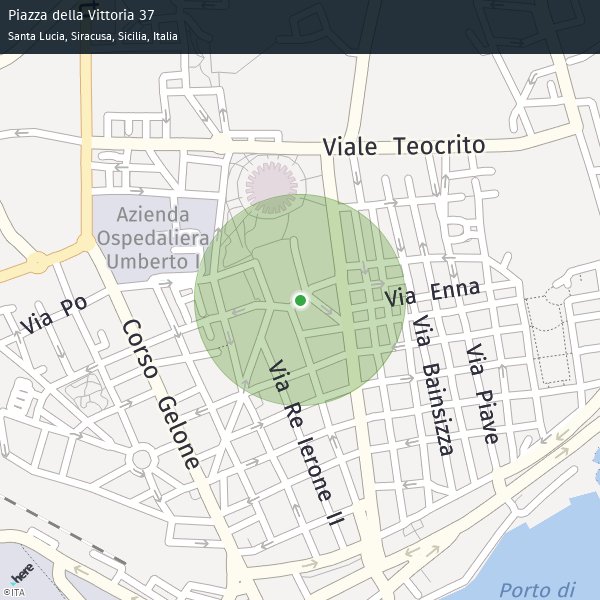 Piazza della Vittoria 37
Santa Lucia, Siracusa, Sicilia, Italia
Viale Teocrito
Azienda
Ospedaliera
Umberto I
Via Enna
Via Po
Corso Gelone
Via Re Ierone II
Via Bainsizza
Via Piave
here
©ITA
Porto di